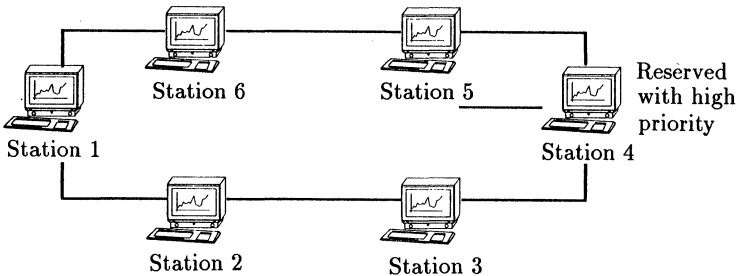 Station 6
Station 5
Reserved
with high
priority
Station 1
Station 4
Station 2
Station 3